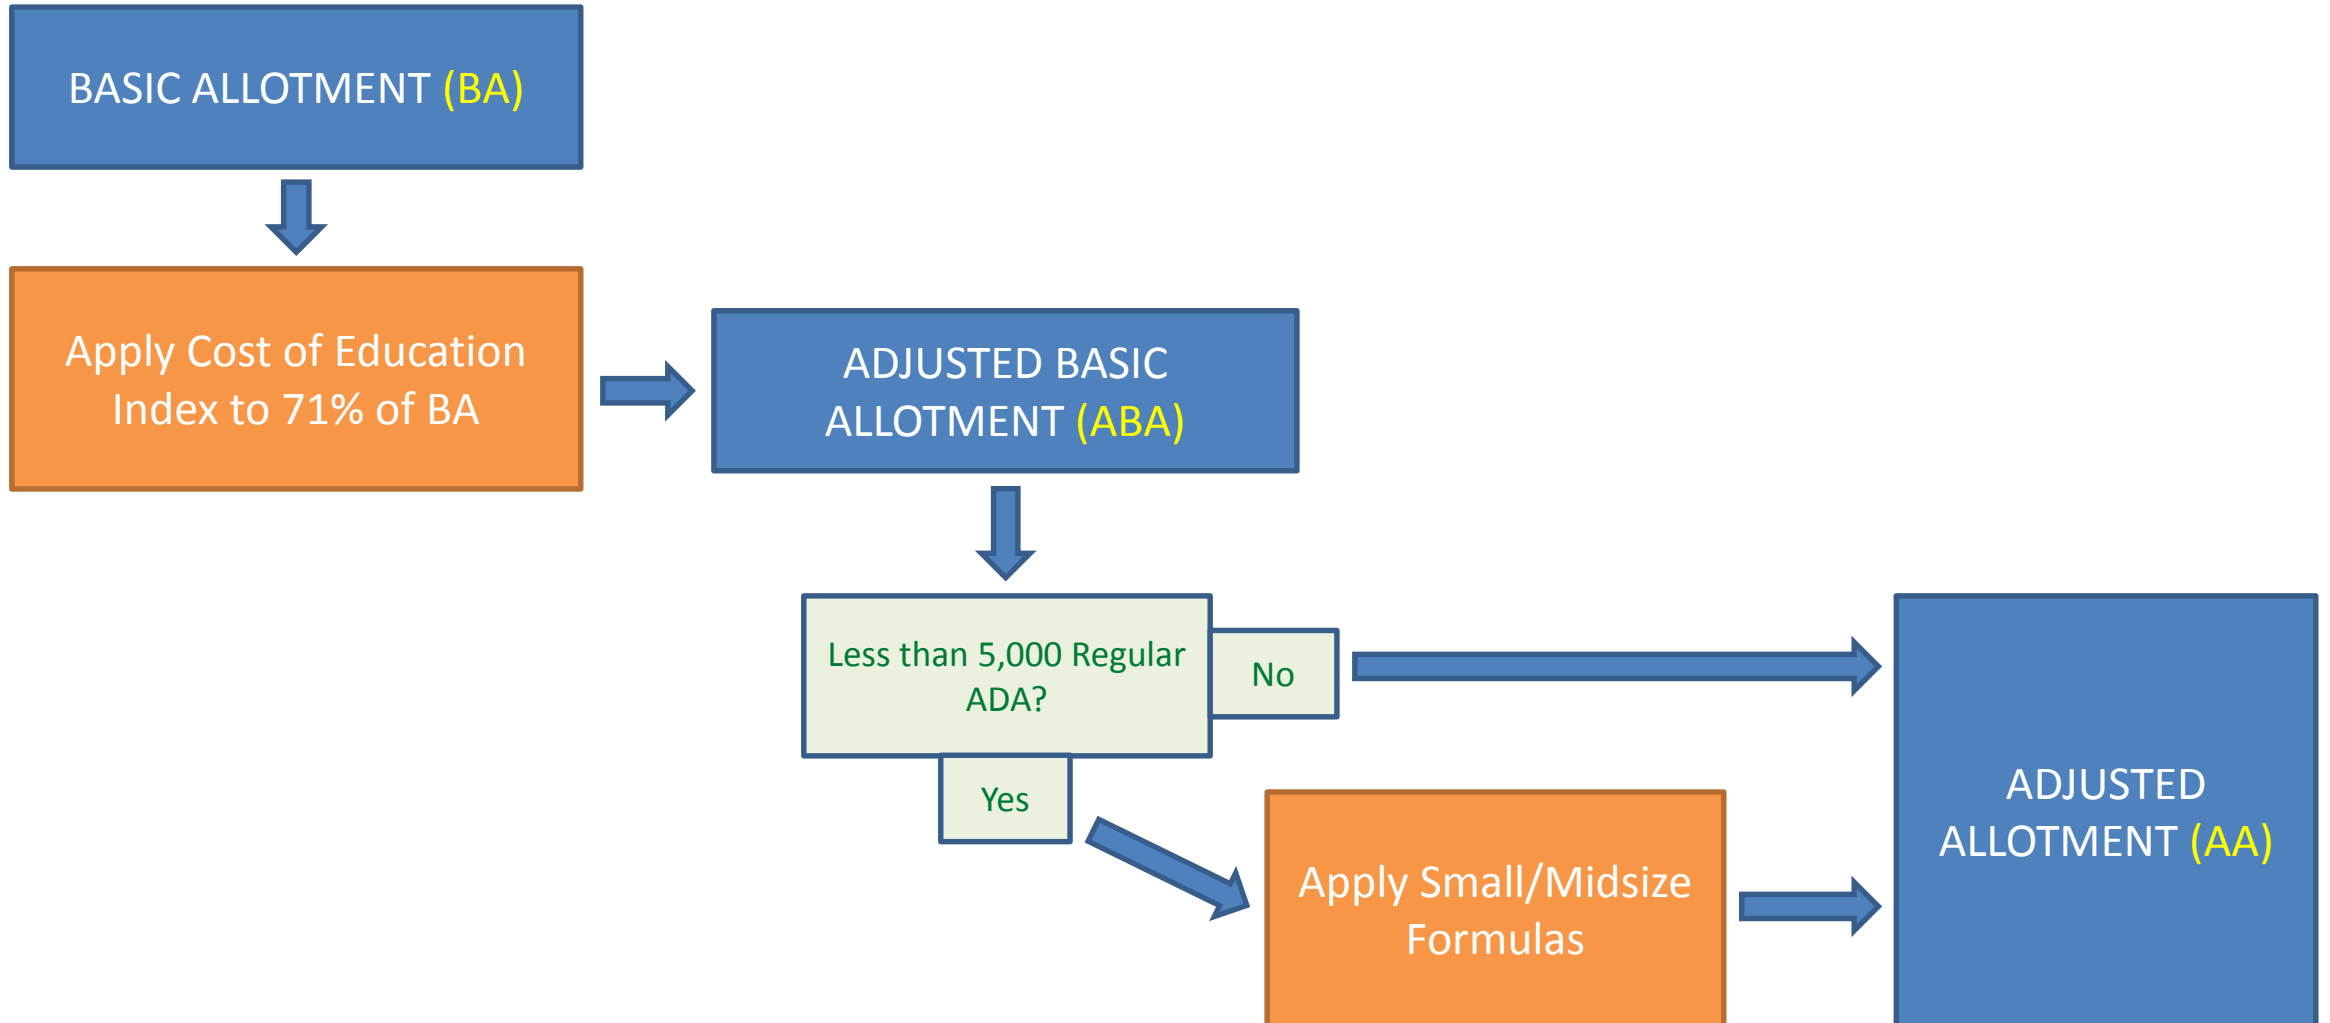 BASIC ALLOTMENT (BA)
Apply Cost of Education
Index to 71% of BA
ADJUSTED BASIC
ALLOTMENT (ABA)
Less than 5,000 Regular
ADA?
No
Yes
Apply Small/Midsize
Formulas
ADJUSTED
ALLOTMENT (AA)